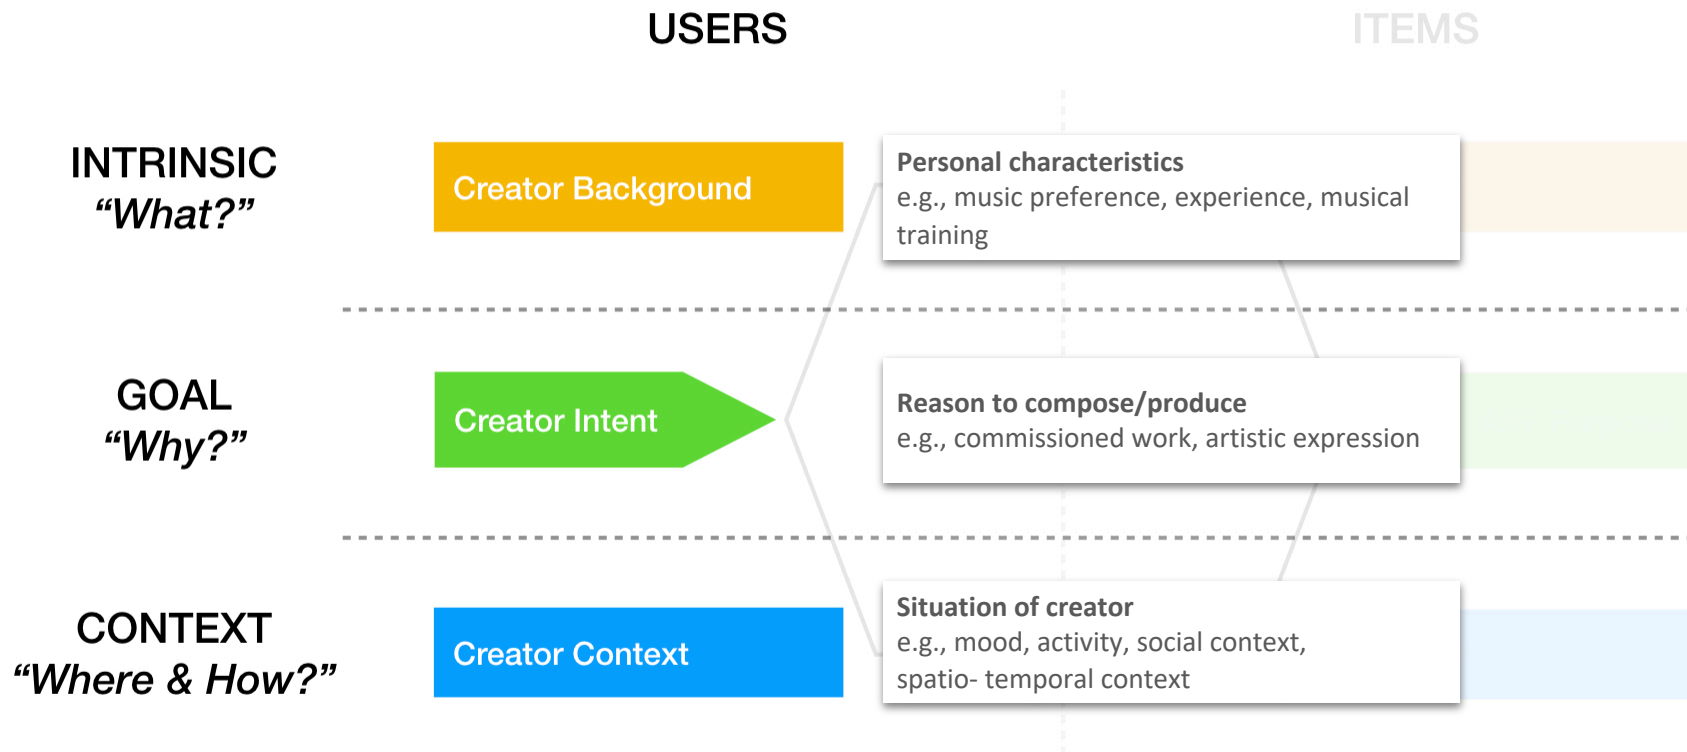 USERS
ITEMS
INTRINSIC
“What?”
Creator Background
Personal characteristics
e.g., music preference, experience, musical
training
GOAL
“Why?”
Creator Intent
Reason to compose/produce
e.g., commissioned work, artistic expression
CONTEXT
“Where & How?”
Creator Context
Situation of creator
e.g., mood, activity, social context,
spatio- temporal context